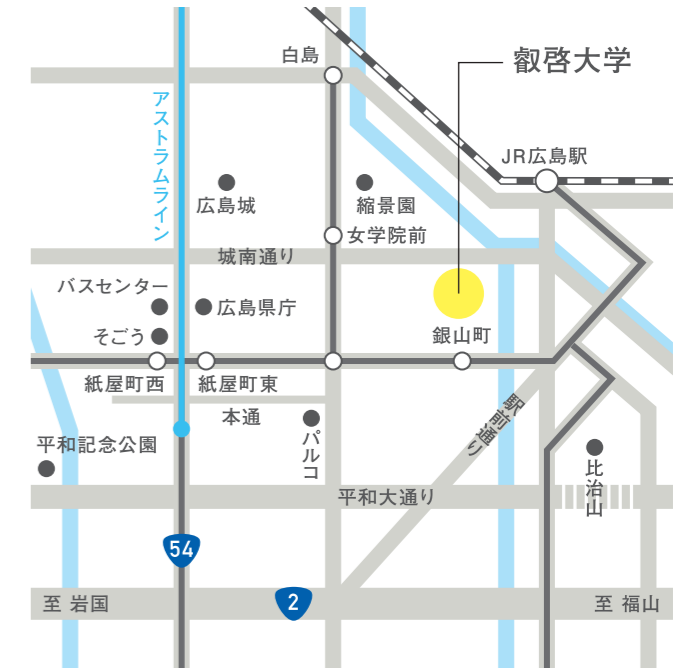 白島
叡啓大学
アストラムライン
JR広島駅
広島城
縮景園
女学院前
城南通り
バスセンター
広島県庁
そごう
銀山町
紙屋町西
紙屋町東
本通
駅前通り
パルコ
平和記念公園
比治山
平和大通り
54
2
至 岩国
至 福山